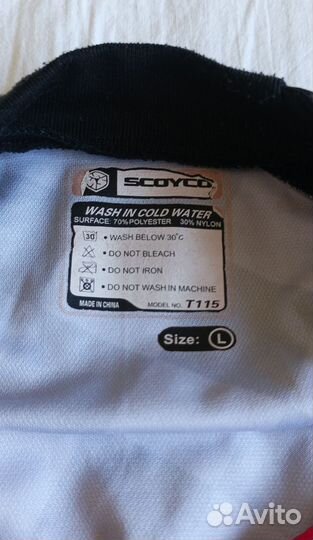 SCOYCO
WASH IN COLD WATER
SURFACE: 70% POLYESTER 30% NYLON
30 • WASH BELOW 30°C
• DO NOT BLEACH
• DO NOT IRON
• DO NOT WASH IN MACHINE
MADE IN CHINA MODEL NO. T115
Size: L
Avito